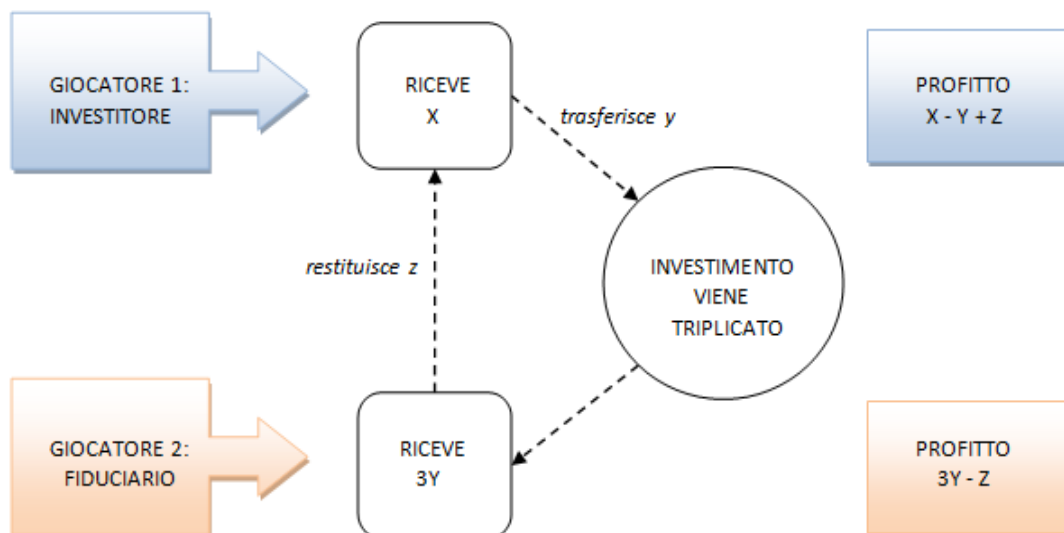 GIOCATORE 1:
INVESTITORE
RICEVE
X
trasferisce y
PROFITTO
X - Y + Z
restituisce z
INVESTIMENTO
VIENE
TRIPLICATO
GIOCATORE 2:
FIDUCIARIO
RICEVE
3Y
PROFITTO
3Y - Z